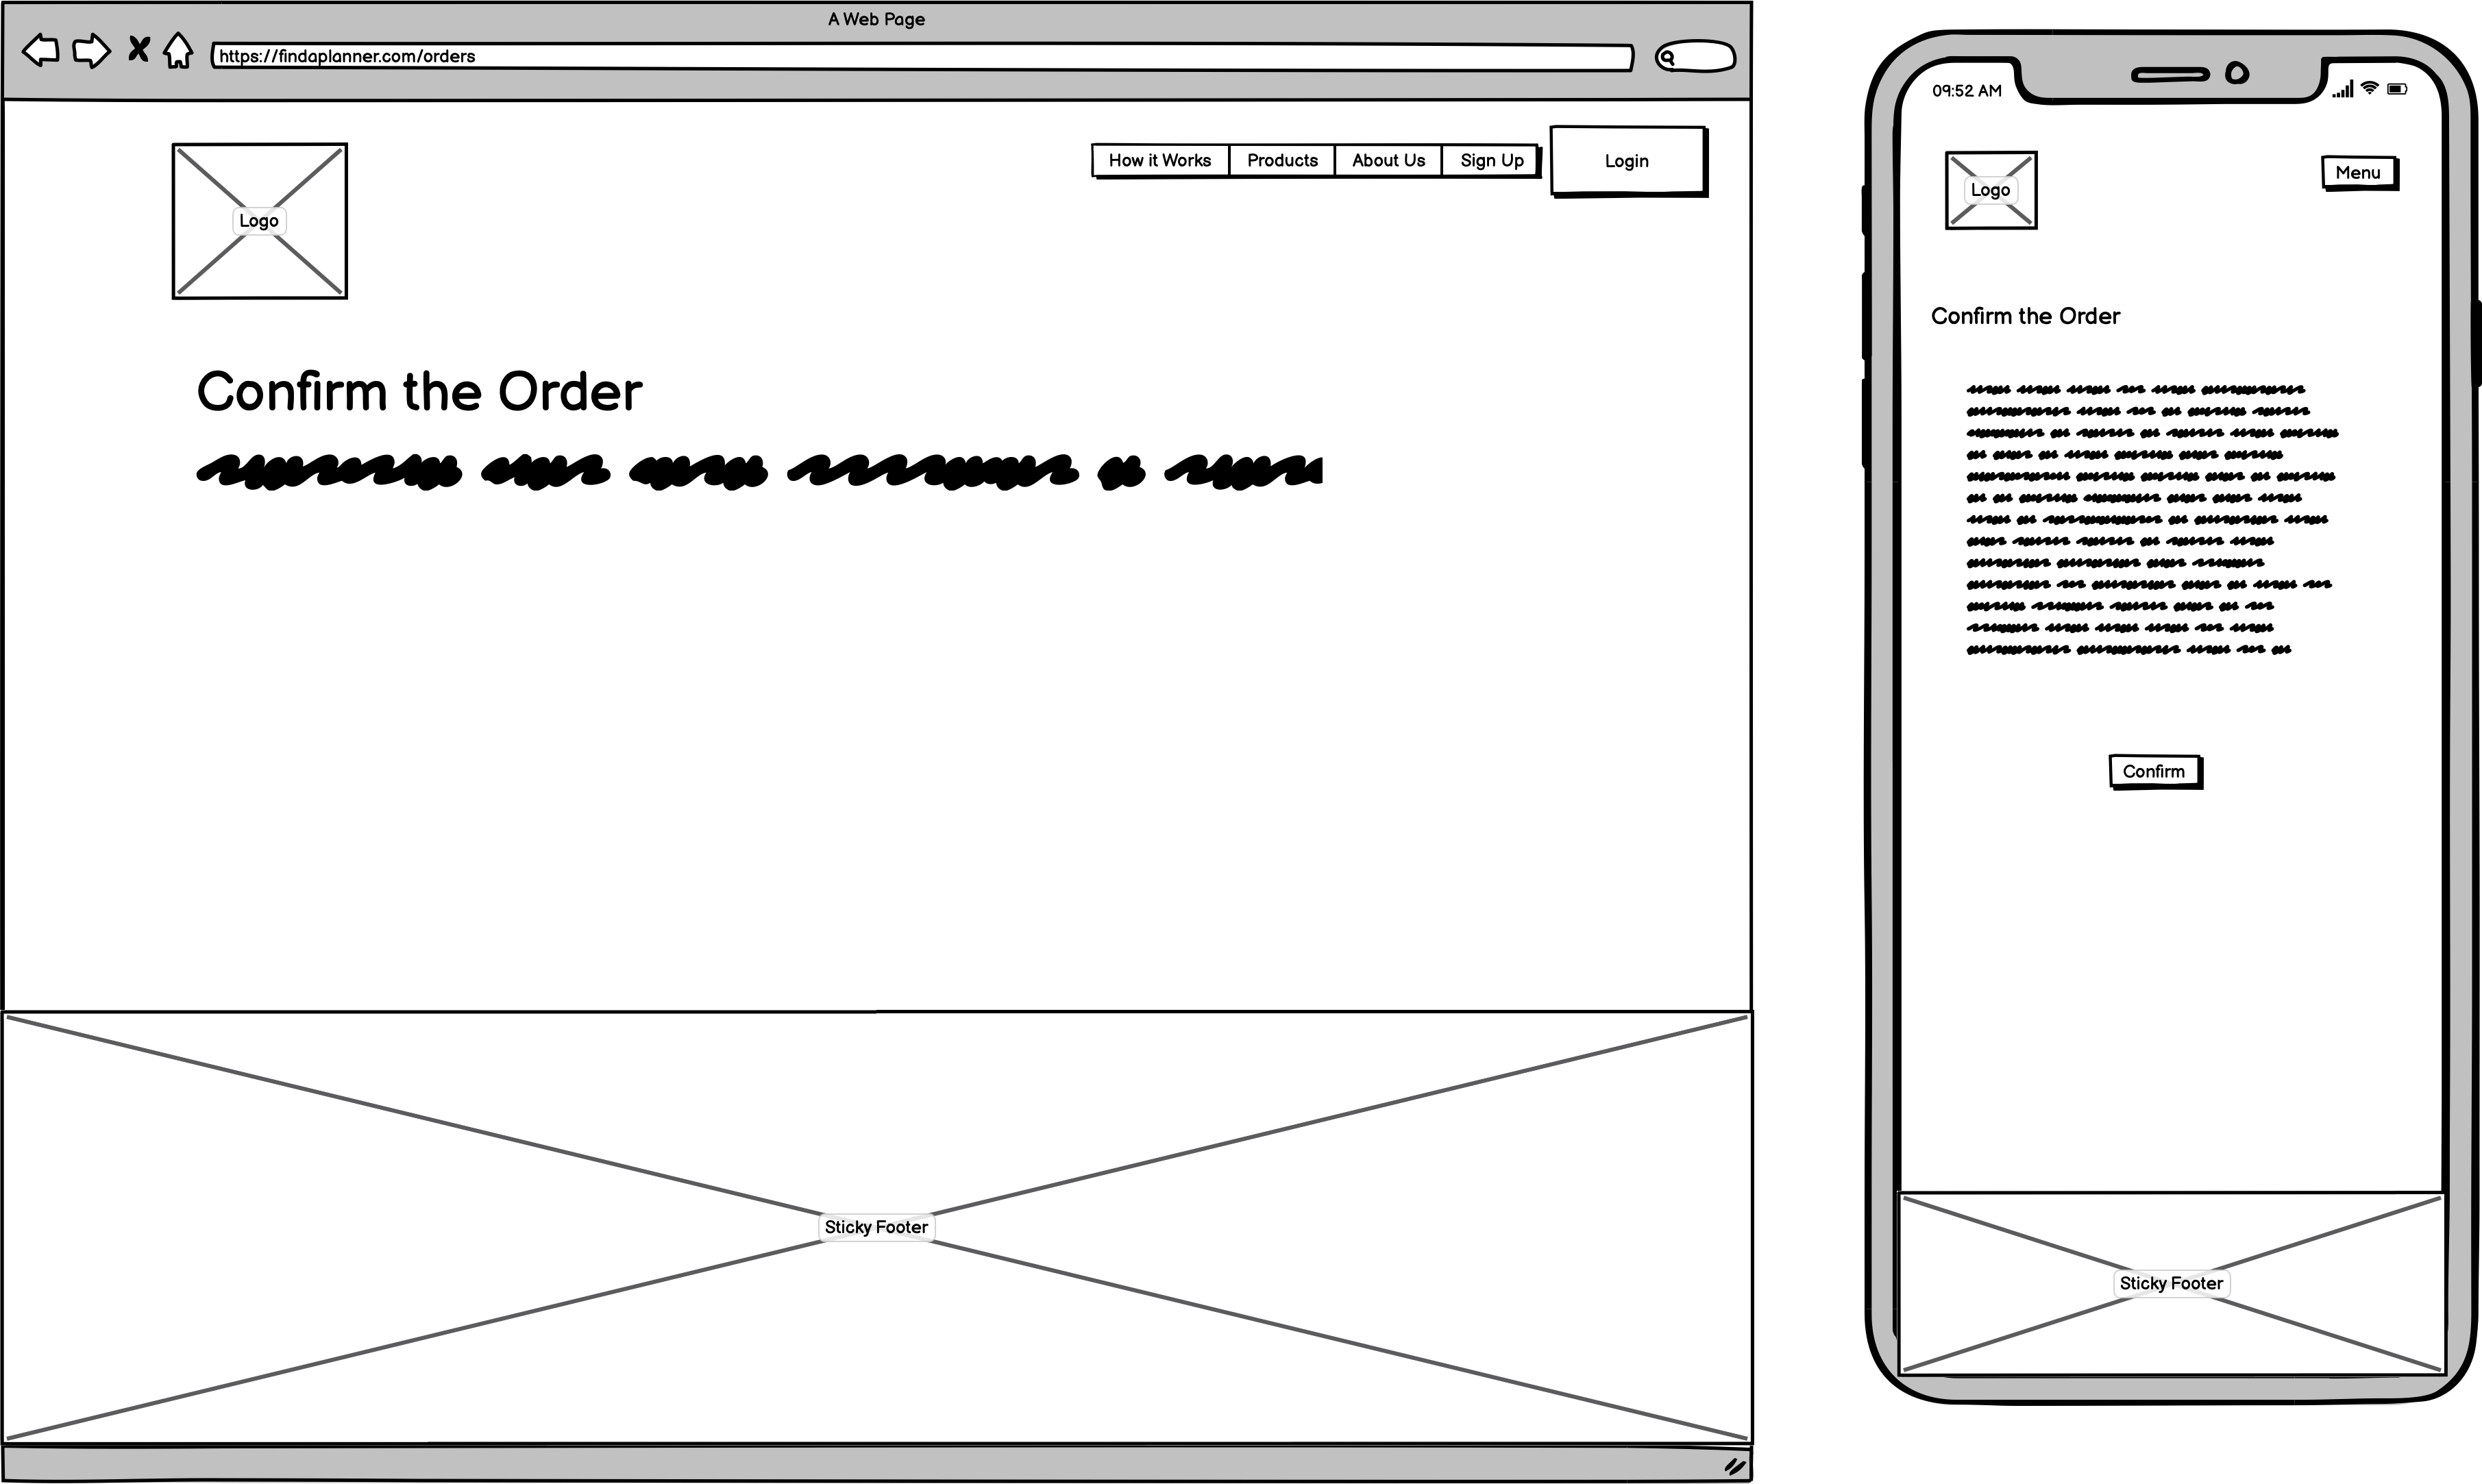 A Web Page
https://findaplanner.com/orders
Logo
How it Works Products About Us Sign Up Login
Confirm the Order
Sticky Footer
09:52 AM
Logo
Menu
Confirm the Order
Confirm
Sticky Footer